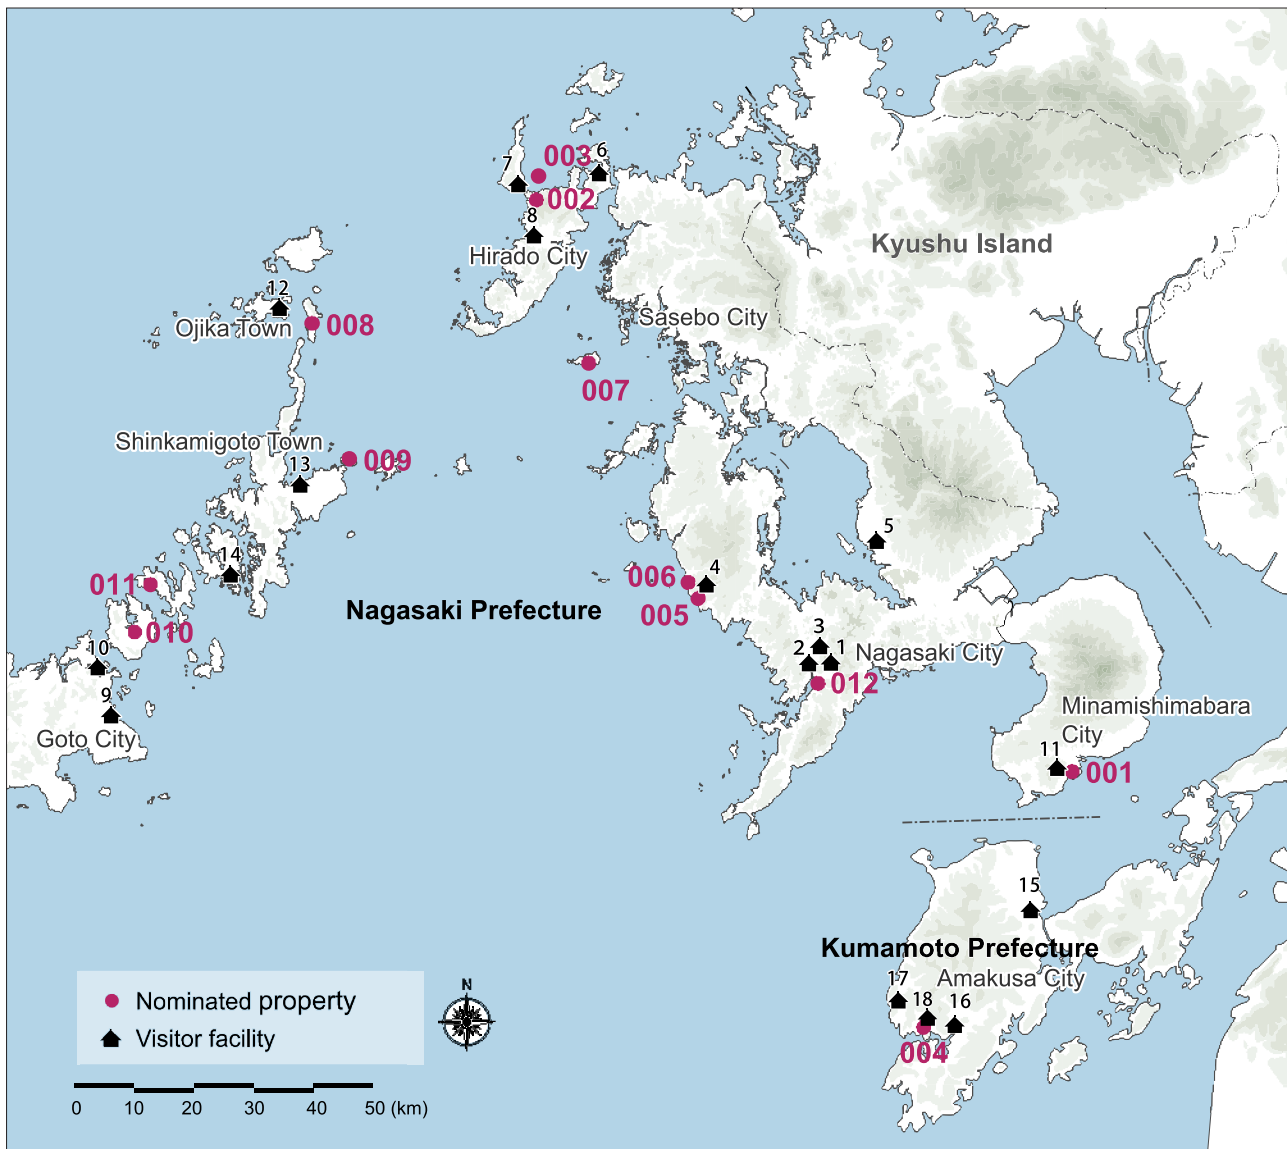 003
6
7
002
8
Kyushu Island
Hirado City
12
Ojika Town
008
Sasebo City
007
Shinkamigoto Town
009
13
5
14
011
006
4
005
Nagasaki Prefecture
010
10
3
2
1
Nagasaki City
012
9
Goto City
Minamishimabara
City
11
001
15
Kumamoto Prefecture
17
Amakusa City
18
16
004
N
Nominated property
Visitor facility
0 10 20 30 40 50 (km)